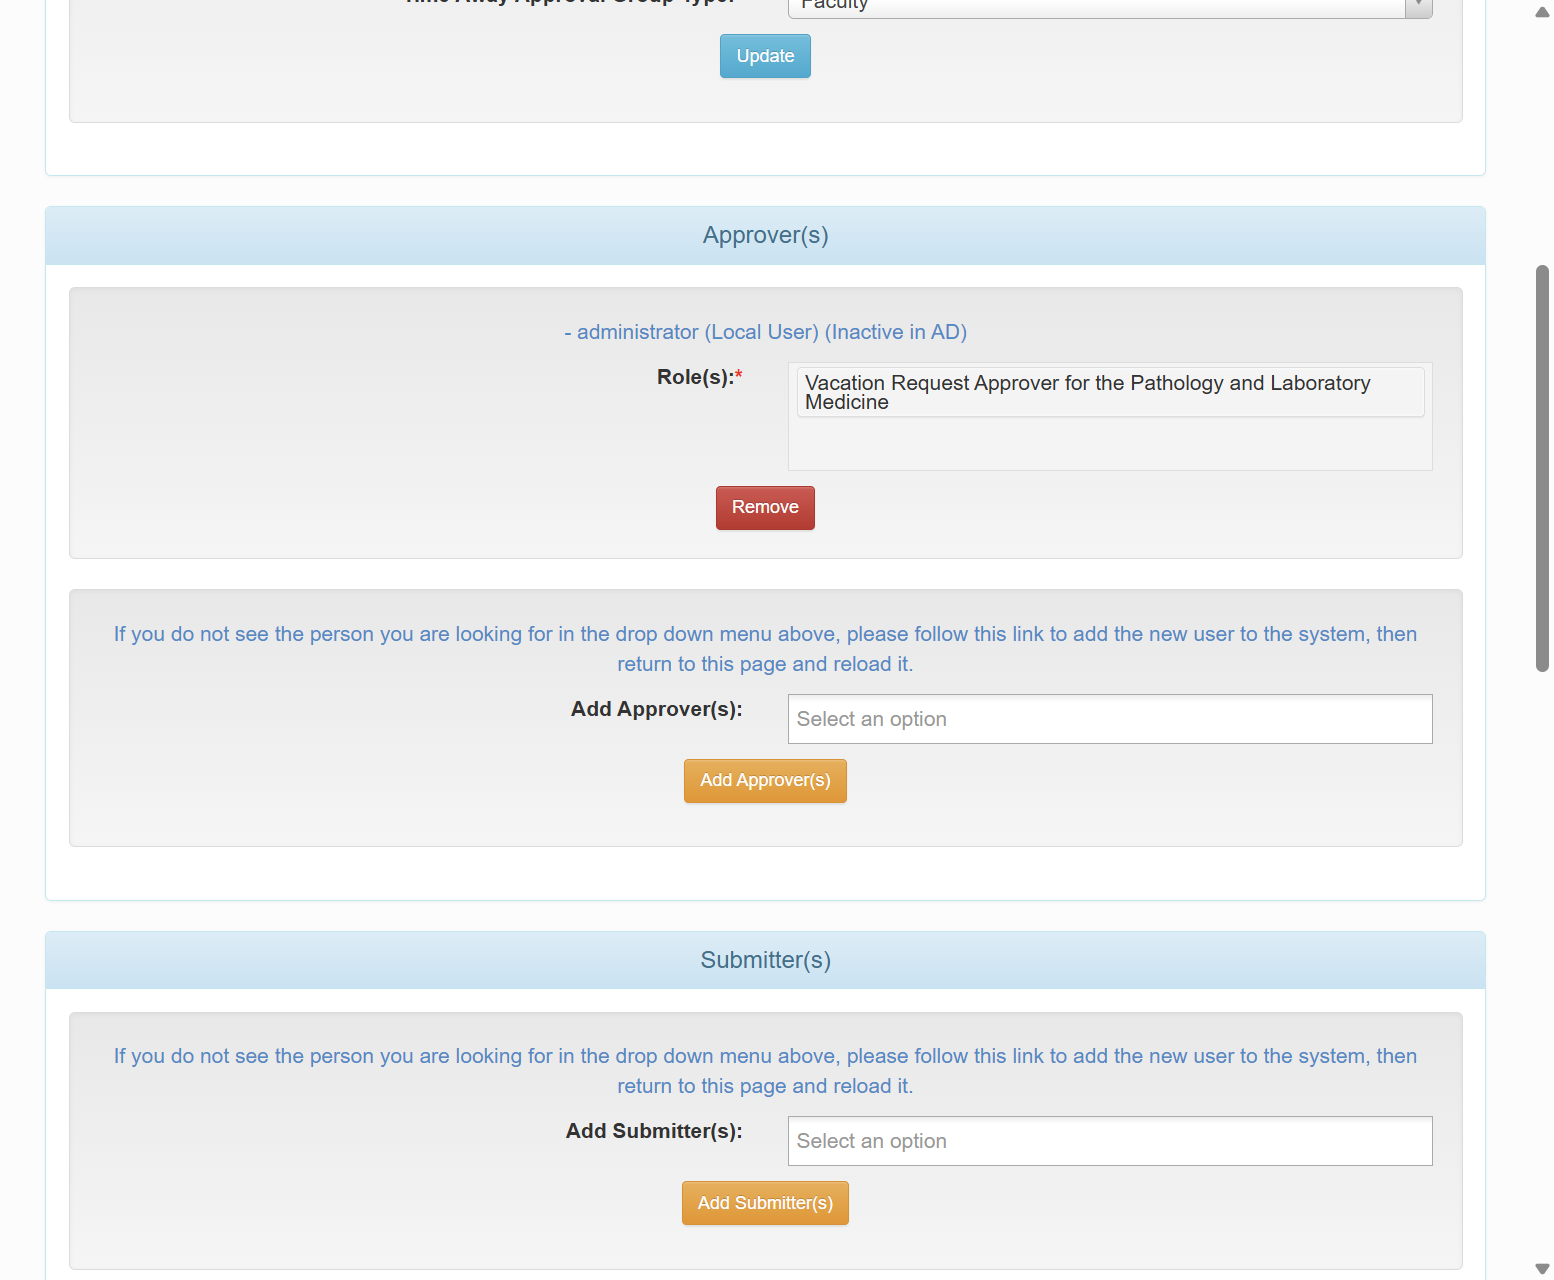 Time Away Approval Group Type:
Faculty
Update
Approver(s)
- administrator (Local User) (Inactive in AD)
Role(s):*
Vacation Request Approver for the Pathology and Laboratory
Medicine
Remove
If you do not see the person you are looking for in the drop down menu above, please follow this link to add the new user to the system, then
return to this page and reload it.
Add Approver(s):
Select an option
Add Approver(s)
Submitter(s)
If you do not see the person you are looking for in the drop down menu above, please follow this link to add the new user to the system, then
return to this page and reload it.
Add Submitter(s):
Select an option
Add Submitter(s)